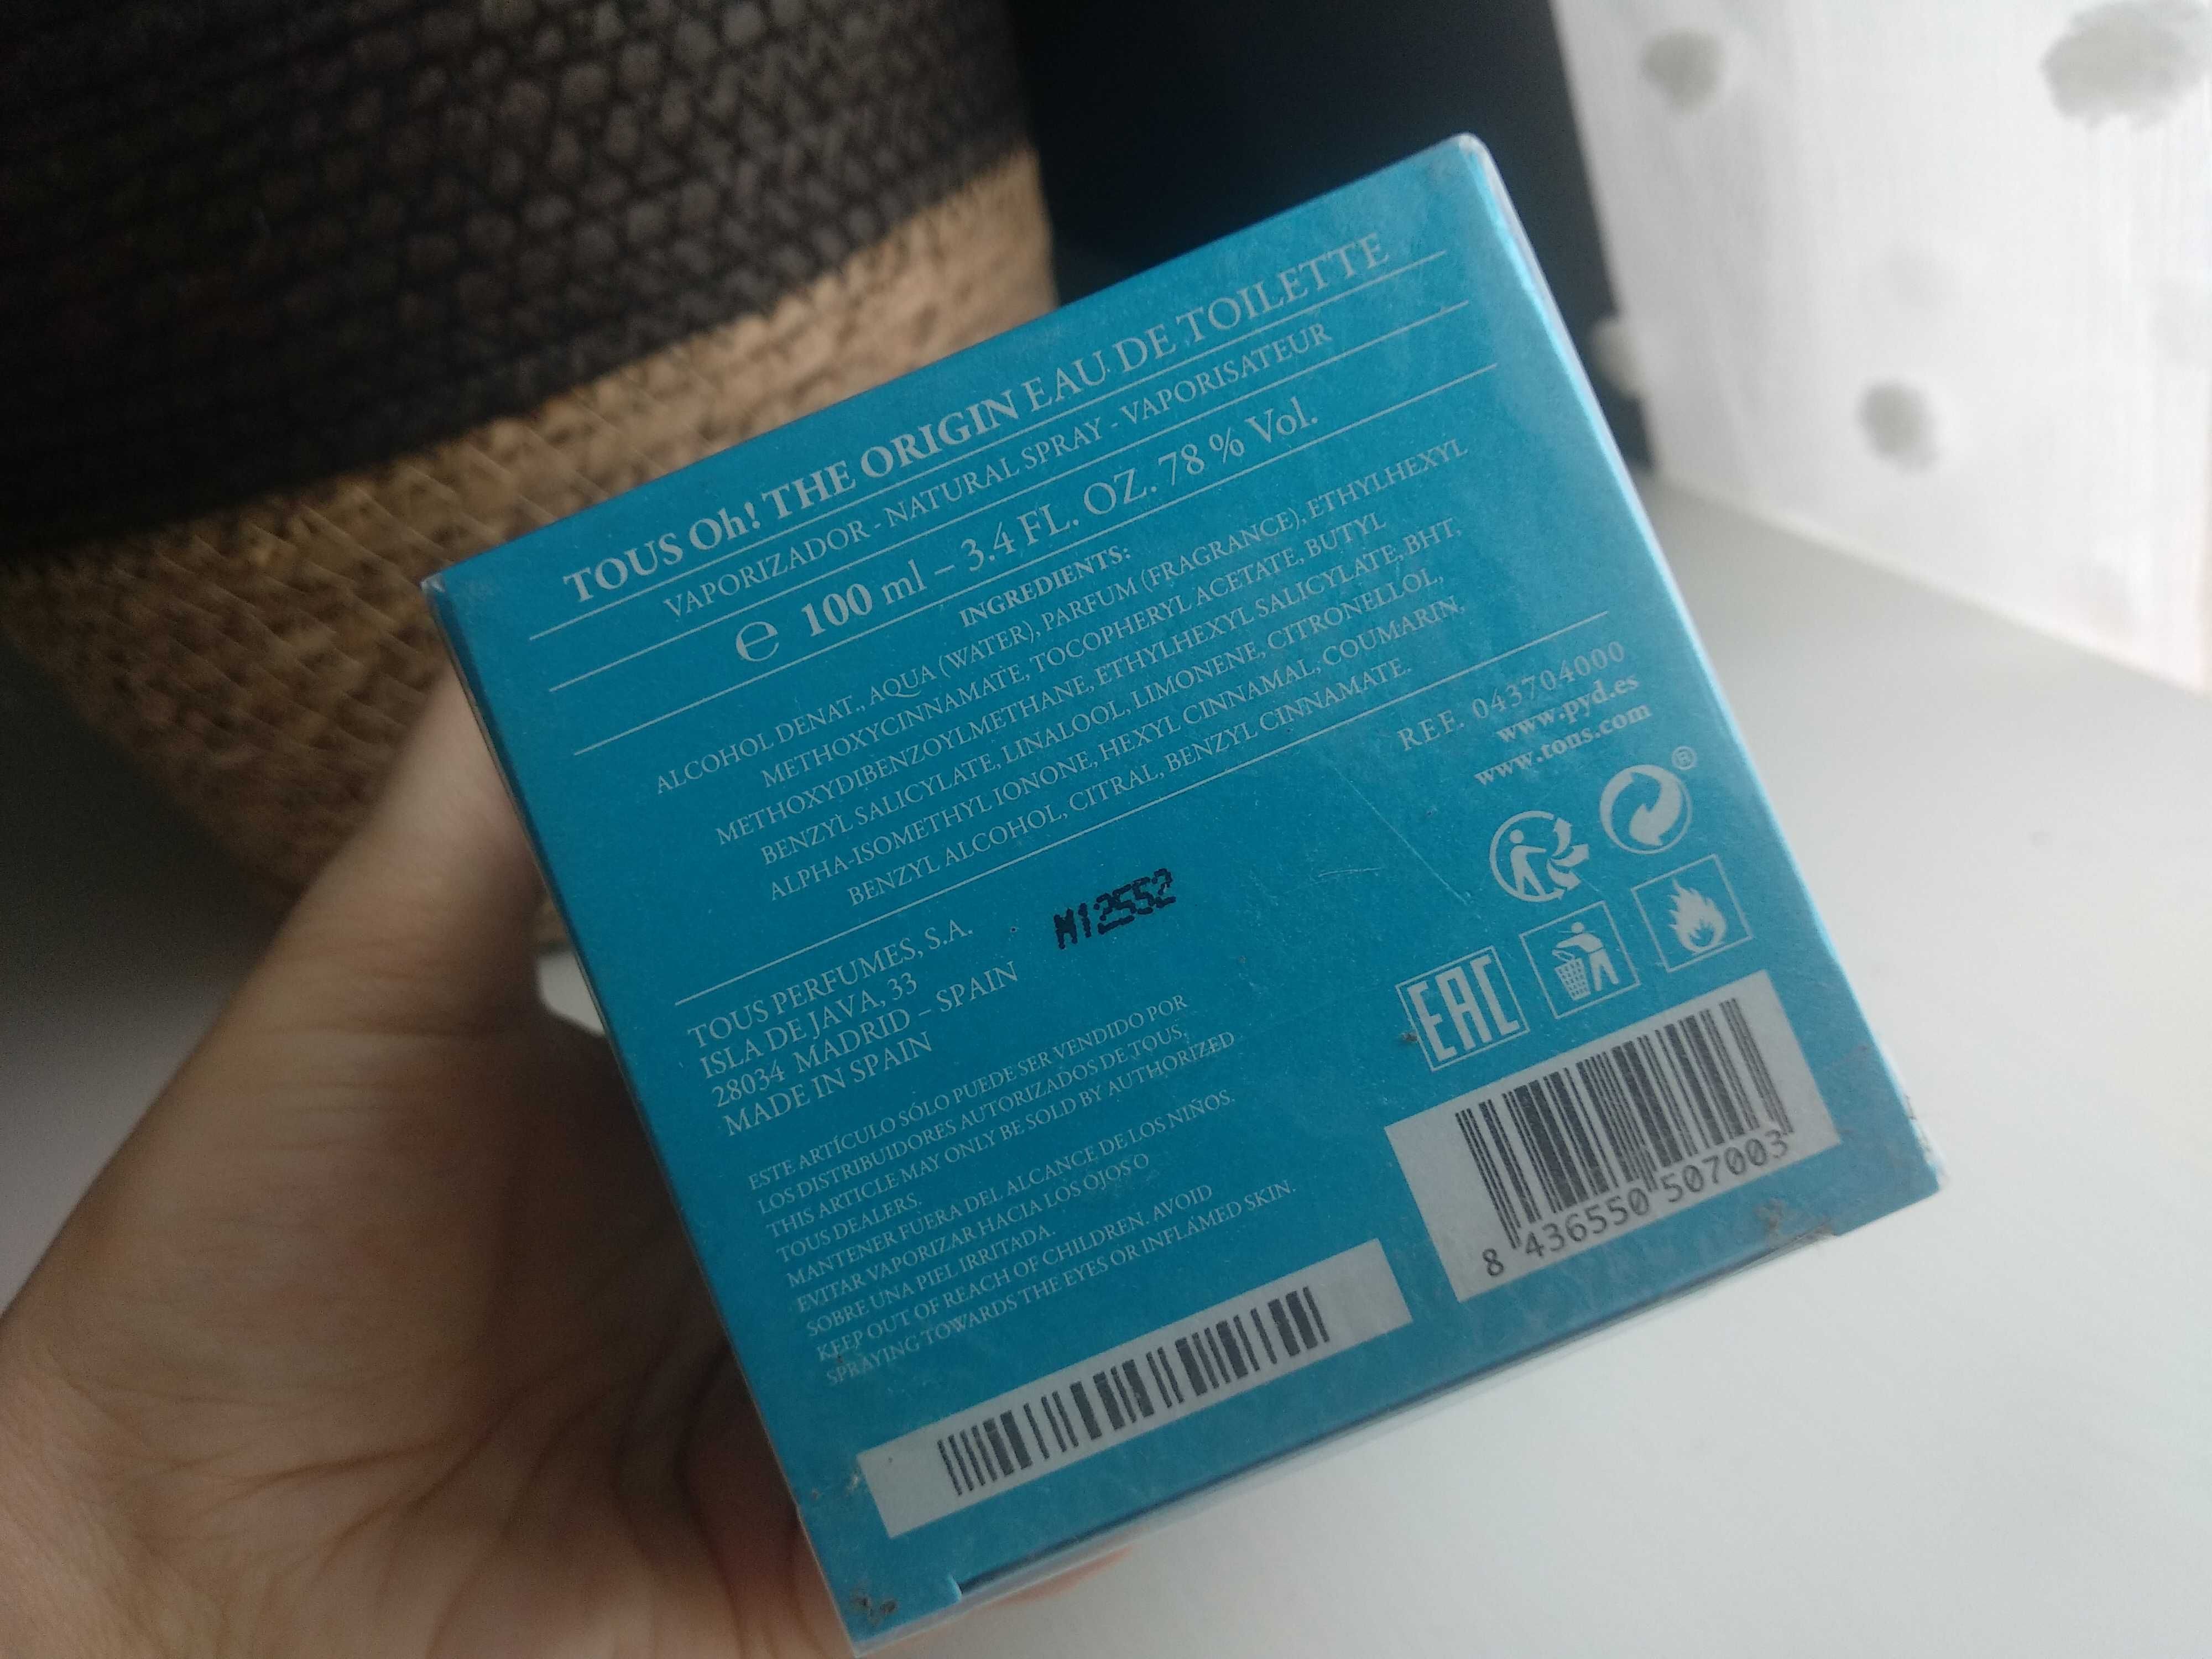 TOUS Oh! THE ORIGIN EAU DE TOILETTE
VAPORIZADOR - NATURAL SPRAY - VAPORISATEUR
℮ 100 ml – 3.4 FL. OZ. 78 % Vol.
INGREDIENTS:
ALCOHOL DENAT., AQUA (WATER), PARFUM (FRAGRANCE), ETHYLHEXYL
METHOXYCINNAMATE, TOCOPHERYL ACETATE, BUTYL
METHOXYDIBENZOYLMETHANE, ETHYLHEXYL SALICYLATE, BHT,
BENZYL SALICYLATE, LINALOOL, LIMONENE, CITRONELLOL,
ALPHA-ISOMETHYL IONONE, HEXYL CINNAMAL, COUMARIN,
BENZYL ALCOHOL, CITRAL, BENZYL CINNAMATE.
REF. 043704000
www.pyd.es
www.tous.com
®
TOUS PERFUMES, S.A.
ISLA DE JAVA, 33
28034 MADRID – SPAIN
MADE IN SPAIN
M12552
EAC
ESTE ARTÍCULO SÓLO PUEDE SER VENDIDO POR
LOS DISTRIBUIDORES AUTORIZADOS DE TOUS,
THIS ARTICLE MAY ONLY BE SOLD BY AUTHORIZED
TOUS DEALERS.
MANTENER FUERA DEL ALCANCE DE LOS NIÑOS.
EVITAR VAPORIZAR HACIA LOS OJOS O
SOBRE UNA PIEL IRRITADA.
KEEP OUT OF REACH OF CHILDREN. AVOID
SPRAYING TOWARDS THE EYES OR INFLAMED SKIN.
8 436550 507003